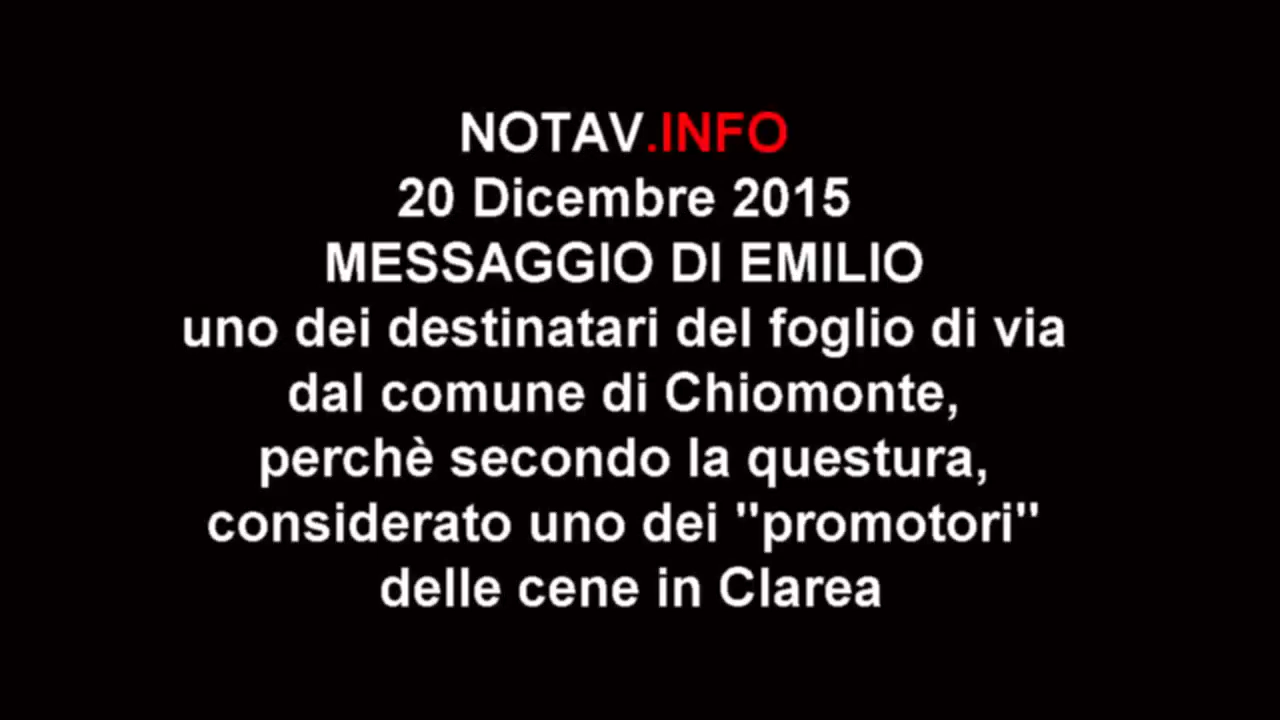 NOTAV.INFO
20 Dicembre 2015
MESSAGGIO DI EMILIO
uno dei destinatari del foglio di via
dal comune di Chiomonte,
perchè secondo la questura,
considerato uno dei "promotori"
delle cene in Clarea